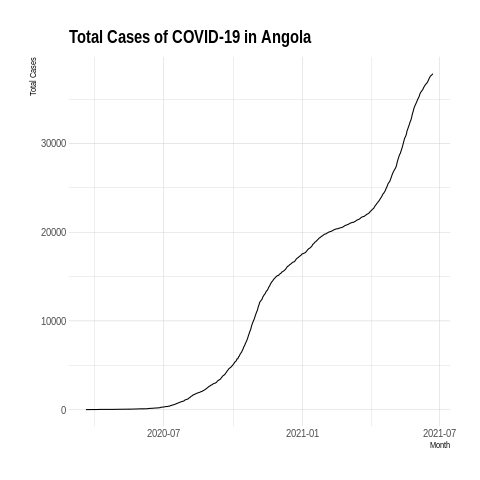 Total Cases of COVID-19 in Angola
Total Cases
30000
20000
10000
0
2020-07
2021-01
2021-07
Month